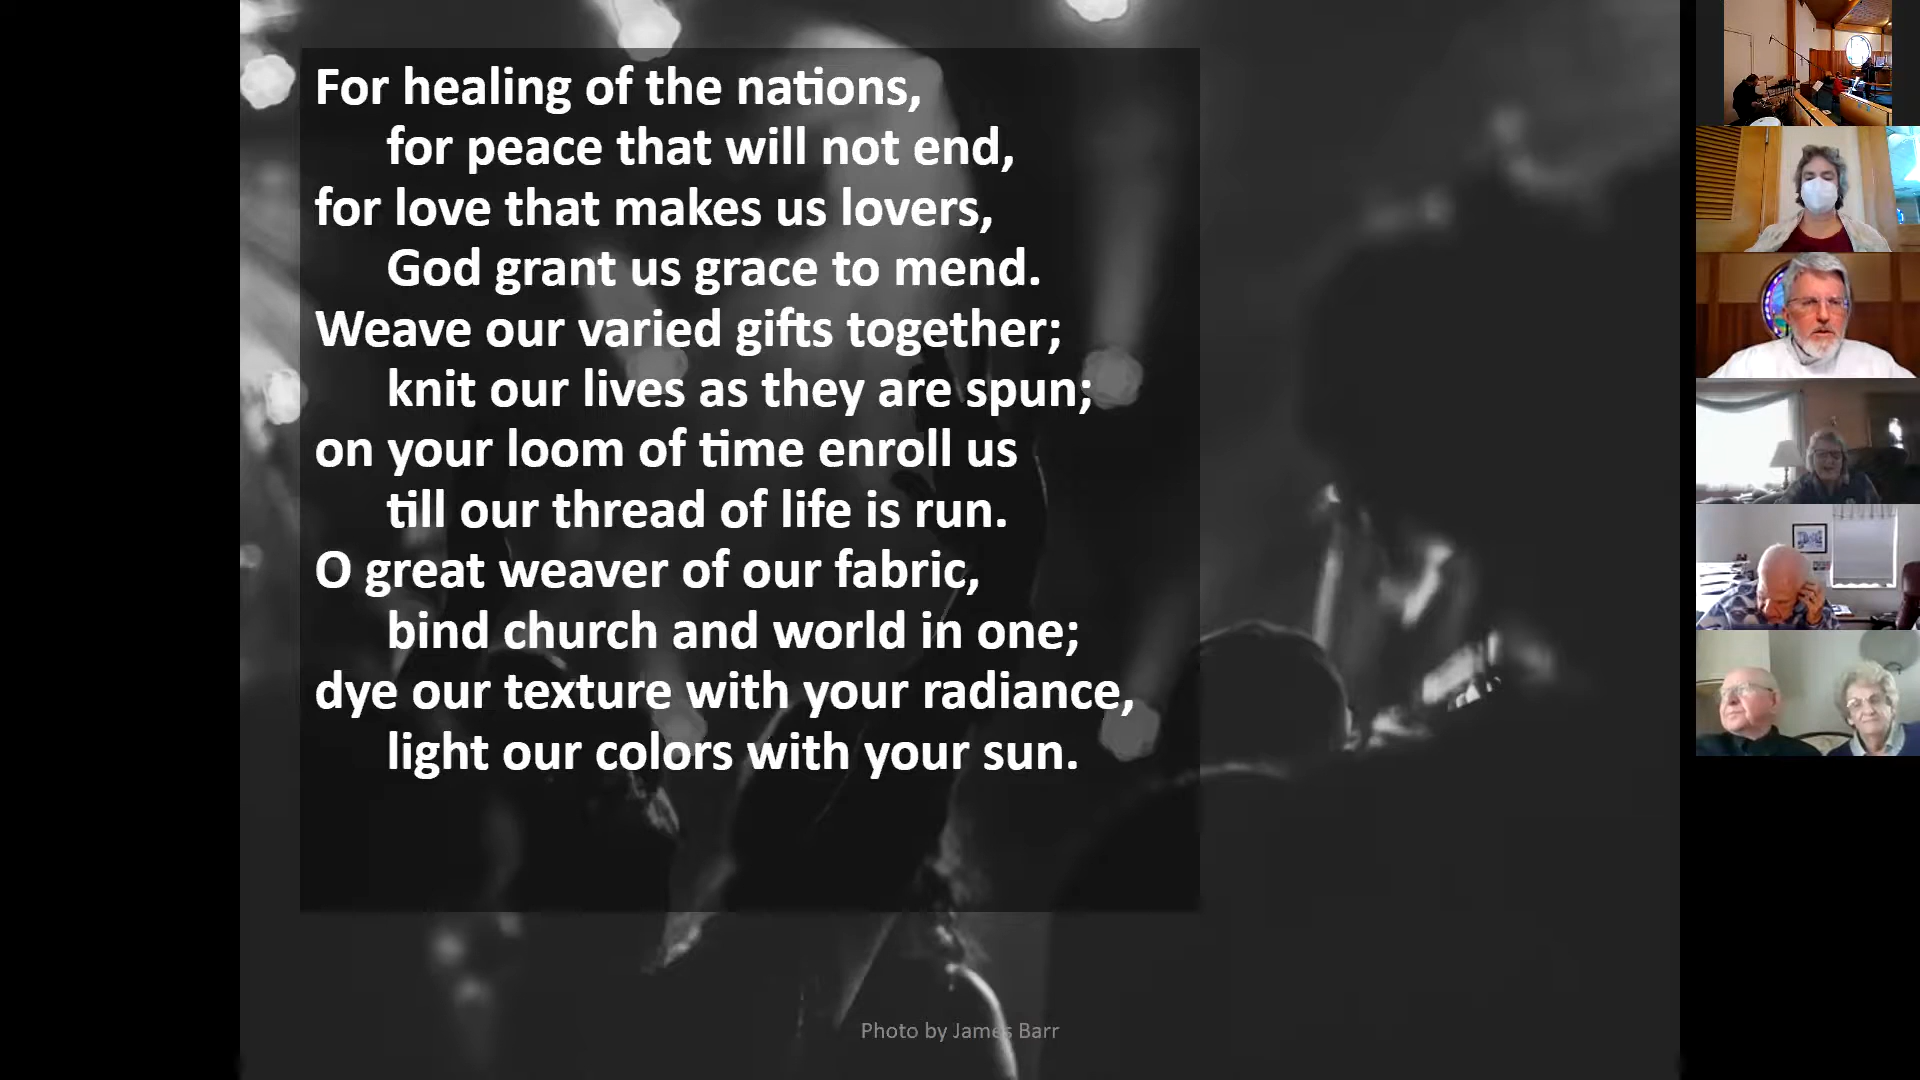 For healing of the nations,
for peace that will not end,
for love that makes us lovers,
God grant us grace to mend.
Weave our varied gifts together;
knit our lives as they are spun;
on your loom of time enroll us
till our thread of life is run.
O great weaver of our fabric,
bind church and world in one;
dye our texture with your radiance,
light our colors with your sun.
Photo by James Barr